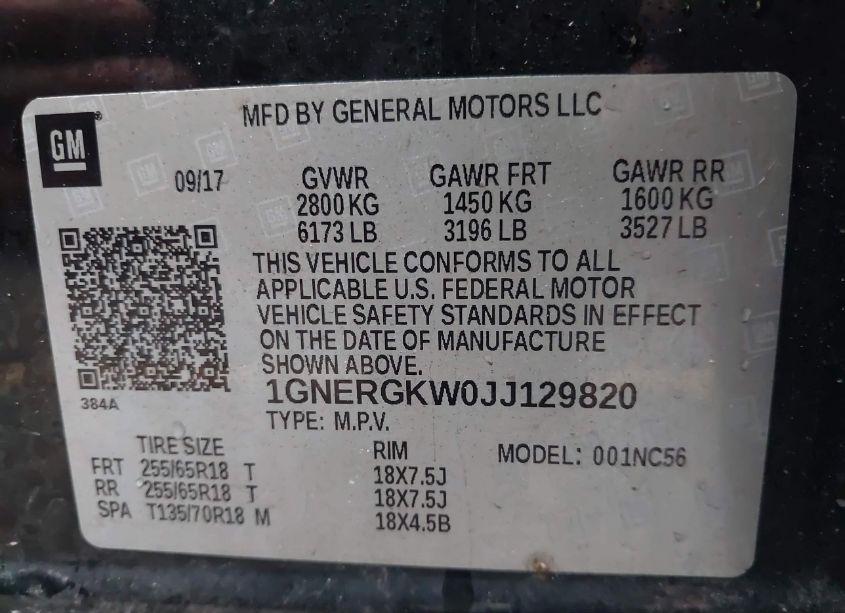 MFD BY GENERAL MOTORS LLC
GM
09/17
GVWR GAWR FRT GAWR RR
2800 KG 1450 KG 1600 KG
6173 LB 3196 LB 3527 LB
THIS VEHICLE CONFORMS TO ALL
APPLICABLE U.S. FEDERAL MOTOR
VEHICLE SAFETY STANDARDS IN EFFECT
ON THE DATE OF MANUFACTURE
SHOWN ABOVE.
1GNERGKW0JJ129820
384A
TYPE: M.P.V.
TIRE SIZE RIM MODEL: 001NC56
FRT 255/65R18 T 18X7.5J
RR 255/65R18 T 18X7.5J
SPA T135/70R18 M 18X4.5B